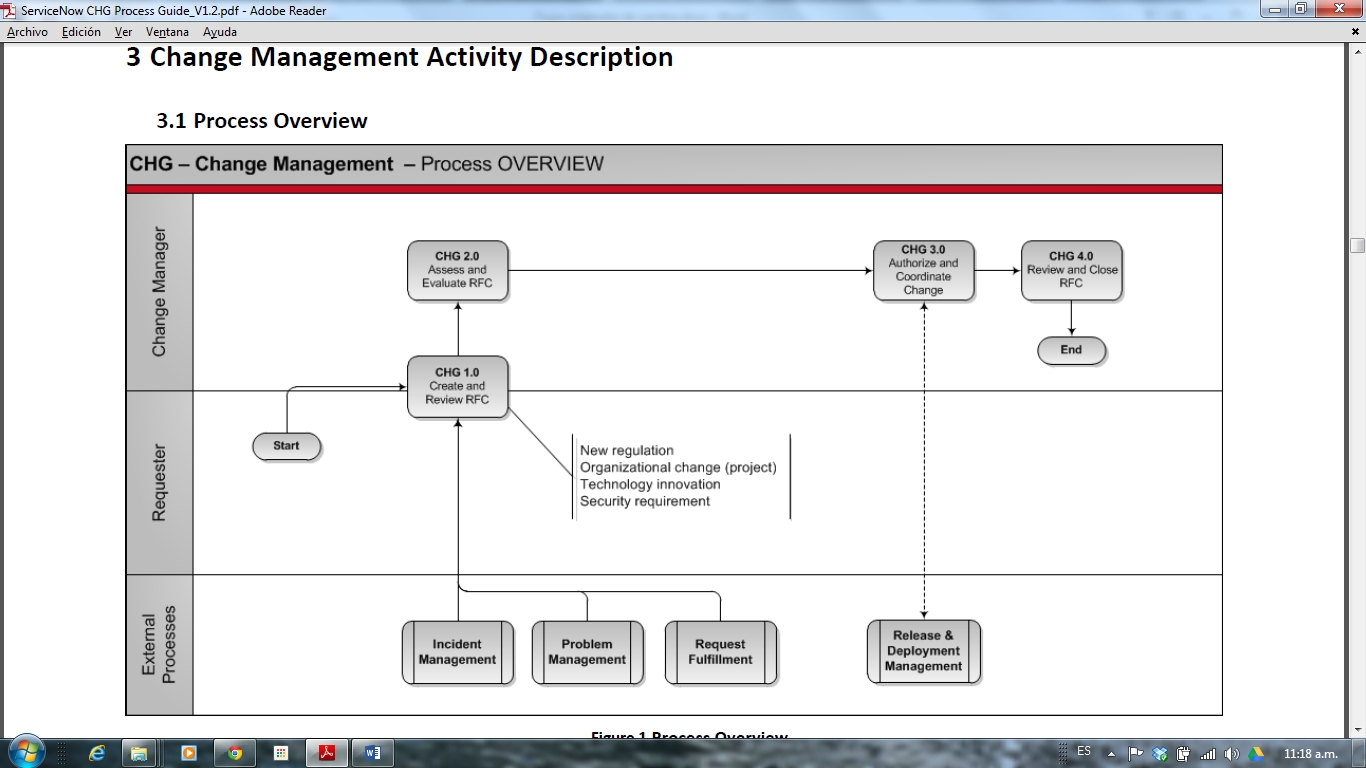 ServiceNow CHG Process Guide_V1.2.pdf - Adobe Reader
Archivo Edición Ver Ventana Ayuda
3 Change Management Activity Description
3.1 Process Overview
CHG – Change Management – Process OVERVIEW
Change Manager
CHG 2.0
Assess and
Evaluate RFC
CHG 3.0
Authorize and
Coordinate
Change
CHG 4.0
Review and Close
RFC
End
CHG 1.0
Create and
Review RFC
Requester
Start
New regulation
Organizational change (project)
Technology innovation
Security requirement
External
Processes
Incident
Management
Problem
Management
Request
Fulfillment
Release &
Deployment
Management
Figure 1 Process Overview
ES
11:18 a.m.